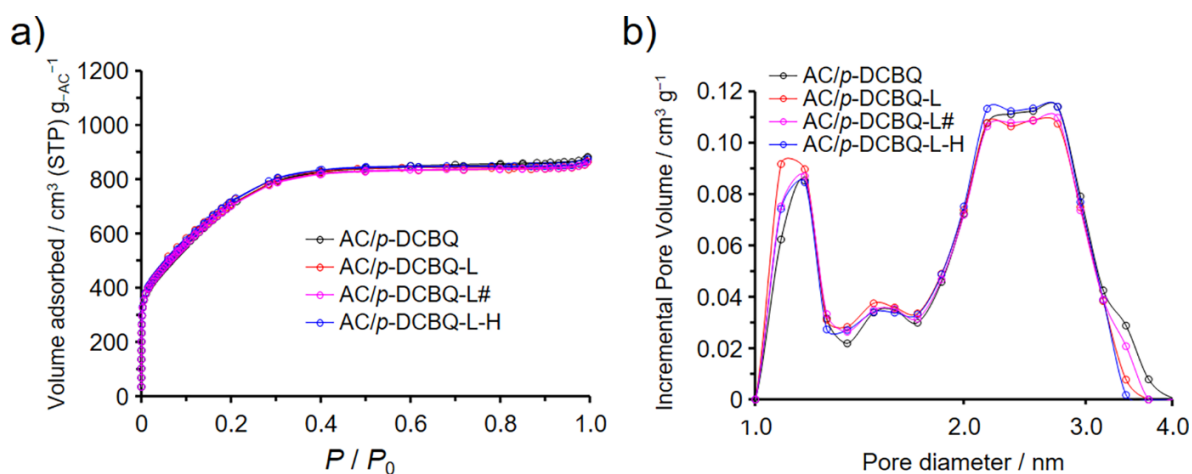 a)
Volume adsorbed / cm³ (STP) g₋AC⁻¹
1200
1000
800
600
400
200
0
AC/p-DCBQ
AC/p-DCBQ-L
AC/p-DCBQ-L#
AC/p-DCBQ-L-H
0 0.2 0.4 0.6 0.8 1.0
P / P₀
b)
Incremental Pore Volume / cm³ g⁻¹
0.12
0.10
0.08
0.06
0.04
0.02
0
AC/p-DCBQ
AC/p-DCBQ-L
AC/p-DCBQ-L#
AC/p-DCBQ-L-H
1.0 2.0 3.0 4.0
Pore diameter / nm